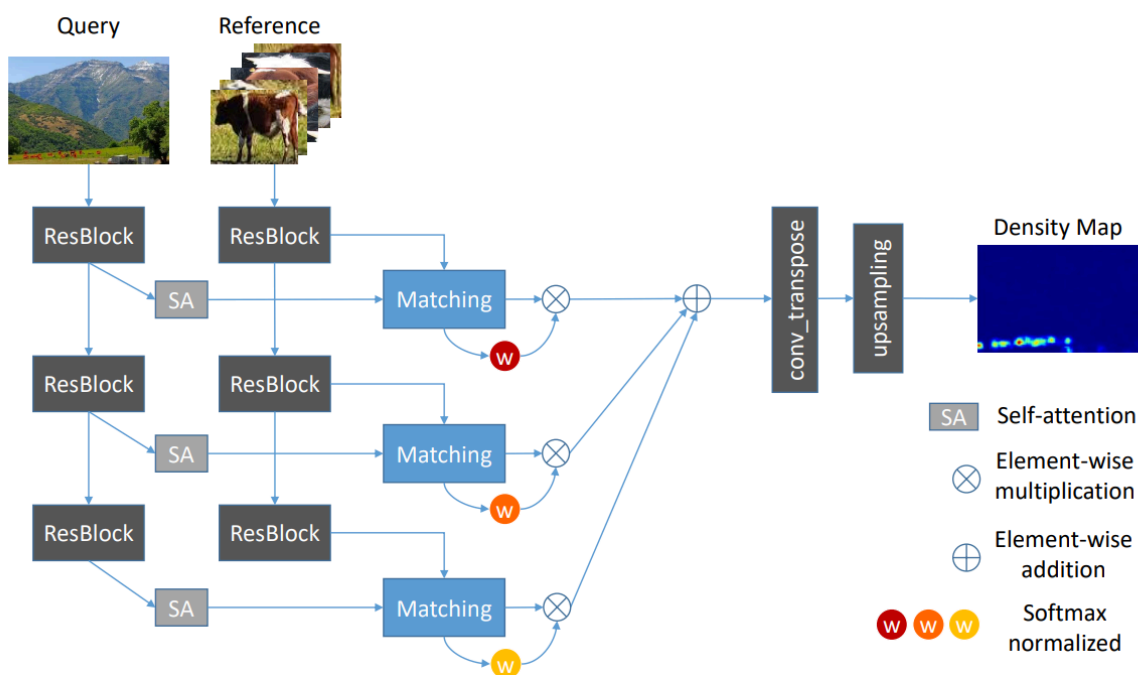 Query
Reference
ResBlock
ResBlock
SA
Matching
w
conv_transpose
upsampling
Density Map
ResBlock
ResBlock
SA
Matching
w
ResBlock
ResBlock
SA
Matching
w
SA
Self-attention
Element-wise
multiplication
Element-wise
addition
w w w
Softmax
normalized